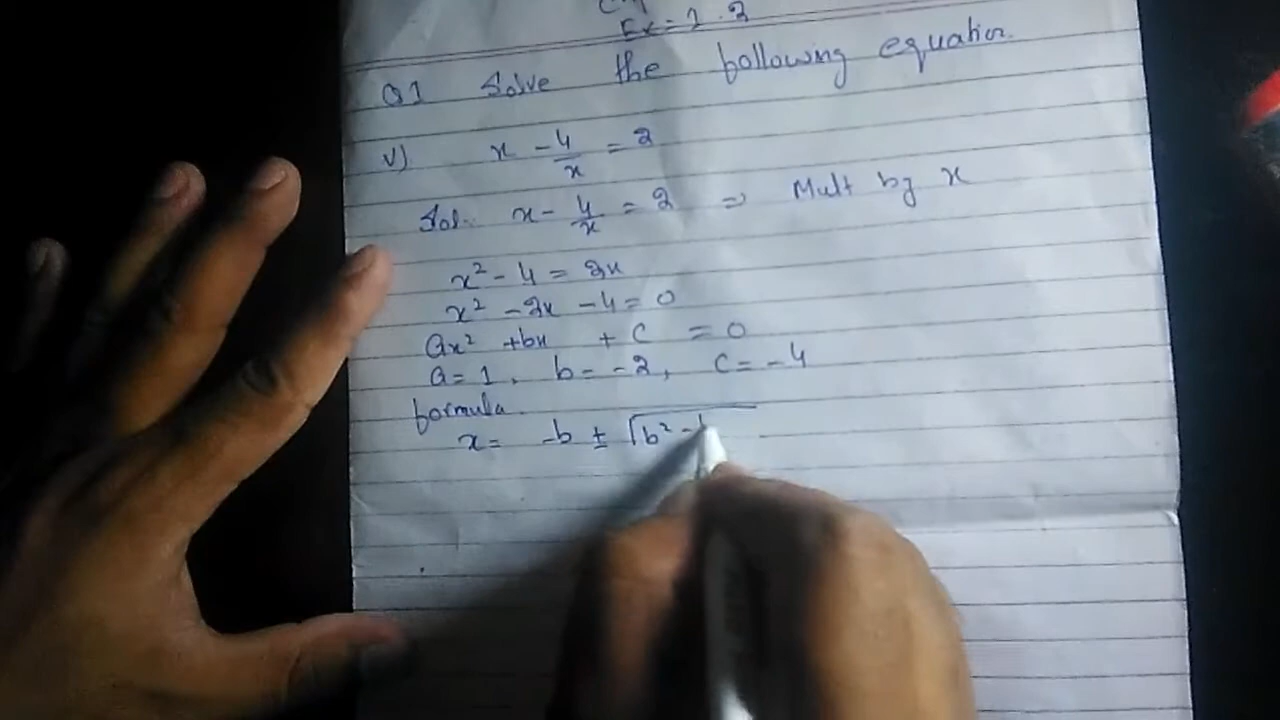 Ex = 1.2
Q1 Solve the following equation.
v) x - 4/x = 2
Sol. x - 4/x = 2 ⇒ Mult by x
x² - 4 = 2x
x² - 2x - 4 = 0
ax² + bx + c = 0
a = 1, b = -2, c = -4
formula.
x = -b ± √b² -